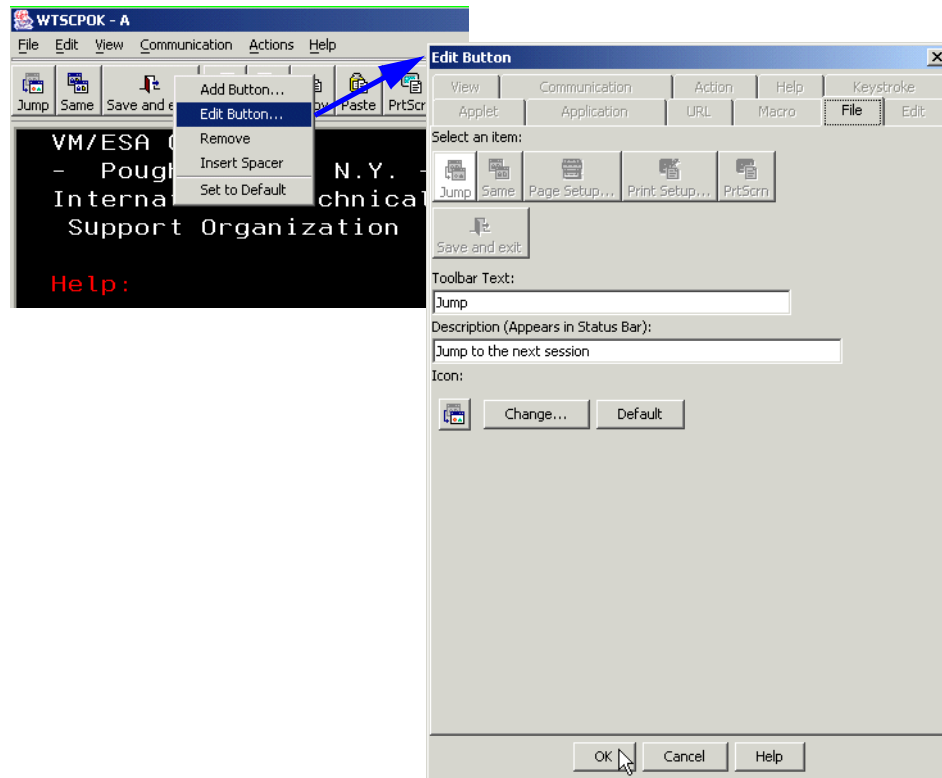 WTSCPOK - A
File Edit View Communication Actions Help
Jump Same Save and e Paste PrtScr
Add Button...
Edit Button...
Remove
Insert Spacer
Set to Default
VM/ESA
- Poug N.Y. -
Interna chnical
Support Organization
Help:
Edit Button
View Communication Action Help Keystroke
Applet Application URL Macro File Edit
Select an item:
Jump Same Page Setup... Print Setup... PrtScrn
Save and exit
Toolbar Text:
Jump
Description (Appears in Status Bar):
Jump to the next session
Icon:
Change... Default
OK Cancel Help